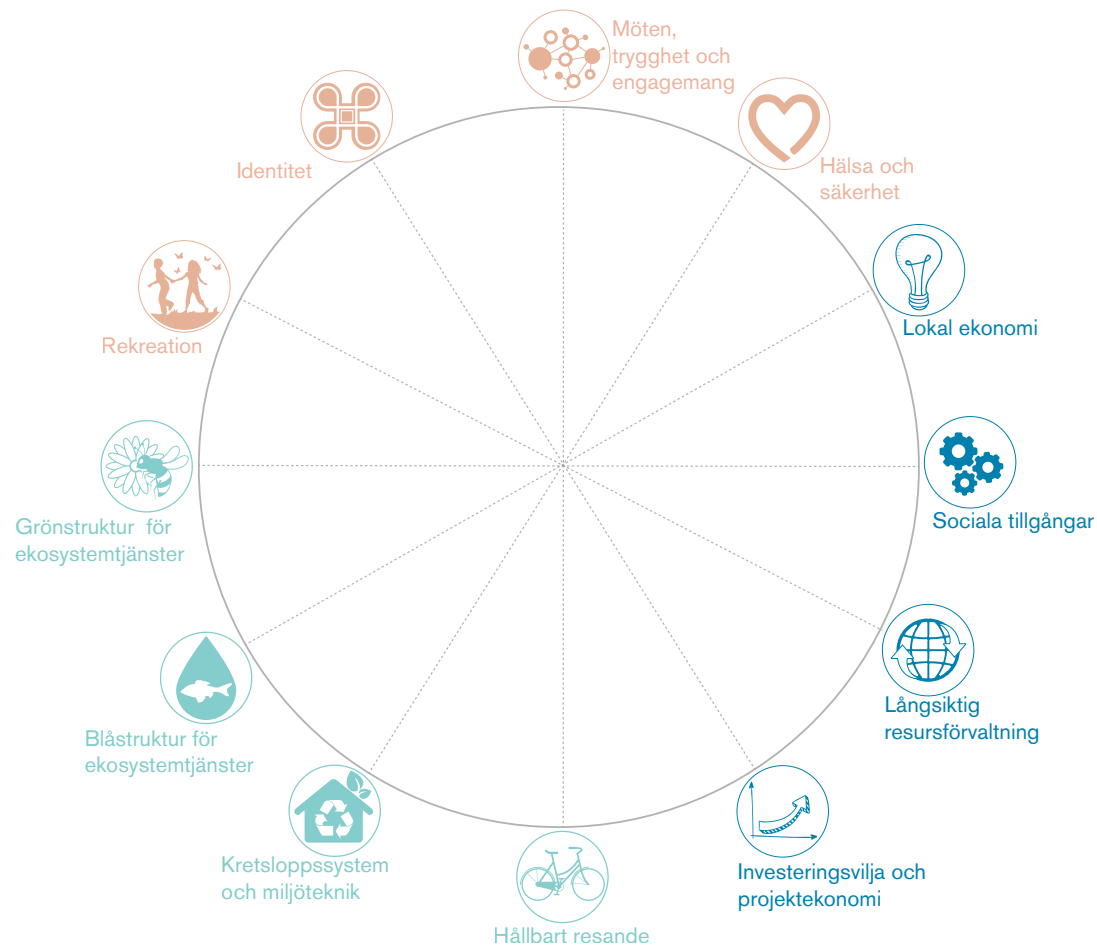 Möten,
trygghet och
engagemang
Hälsa och
säkerhet
Lokal ekonomi
Sociala tillgångar
Långsiktig
resursförvaltning
Investeringsvilja och
projektekonomi
Hållbart resande
Kretsloppssystem
och miljöteknik
Blåstruktur för
ekosystemtjänster
Grönstruktur för
ekosystemtjänster
Rekreation
Identitet